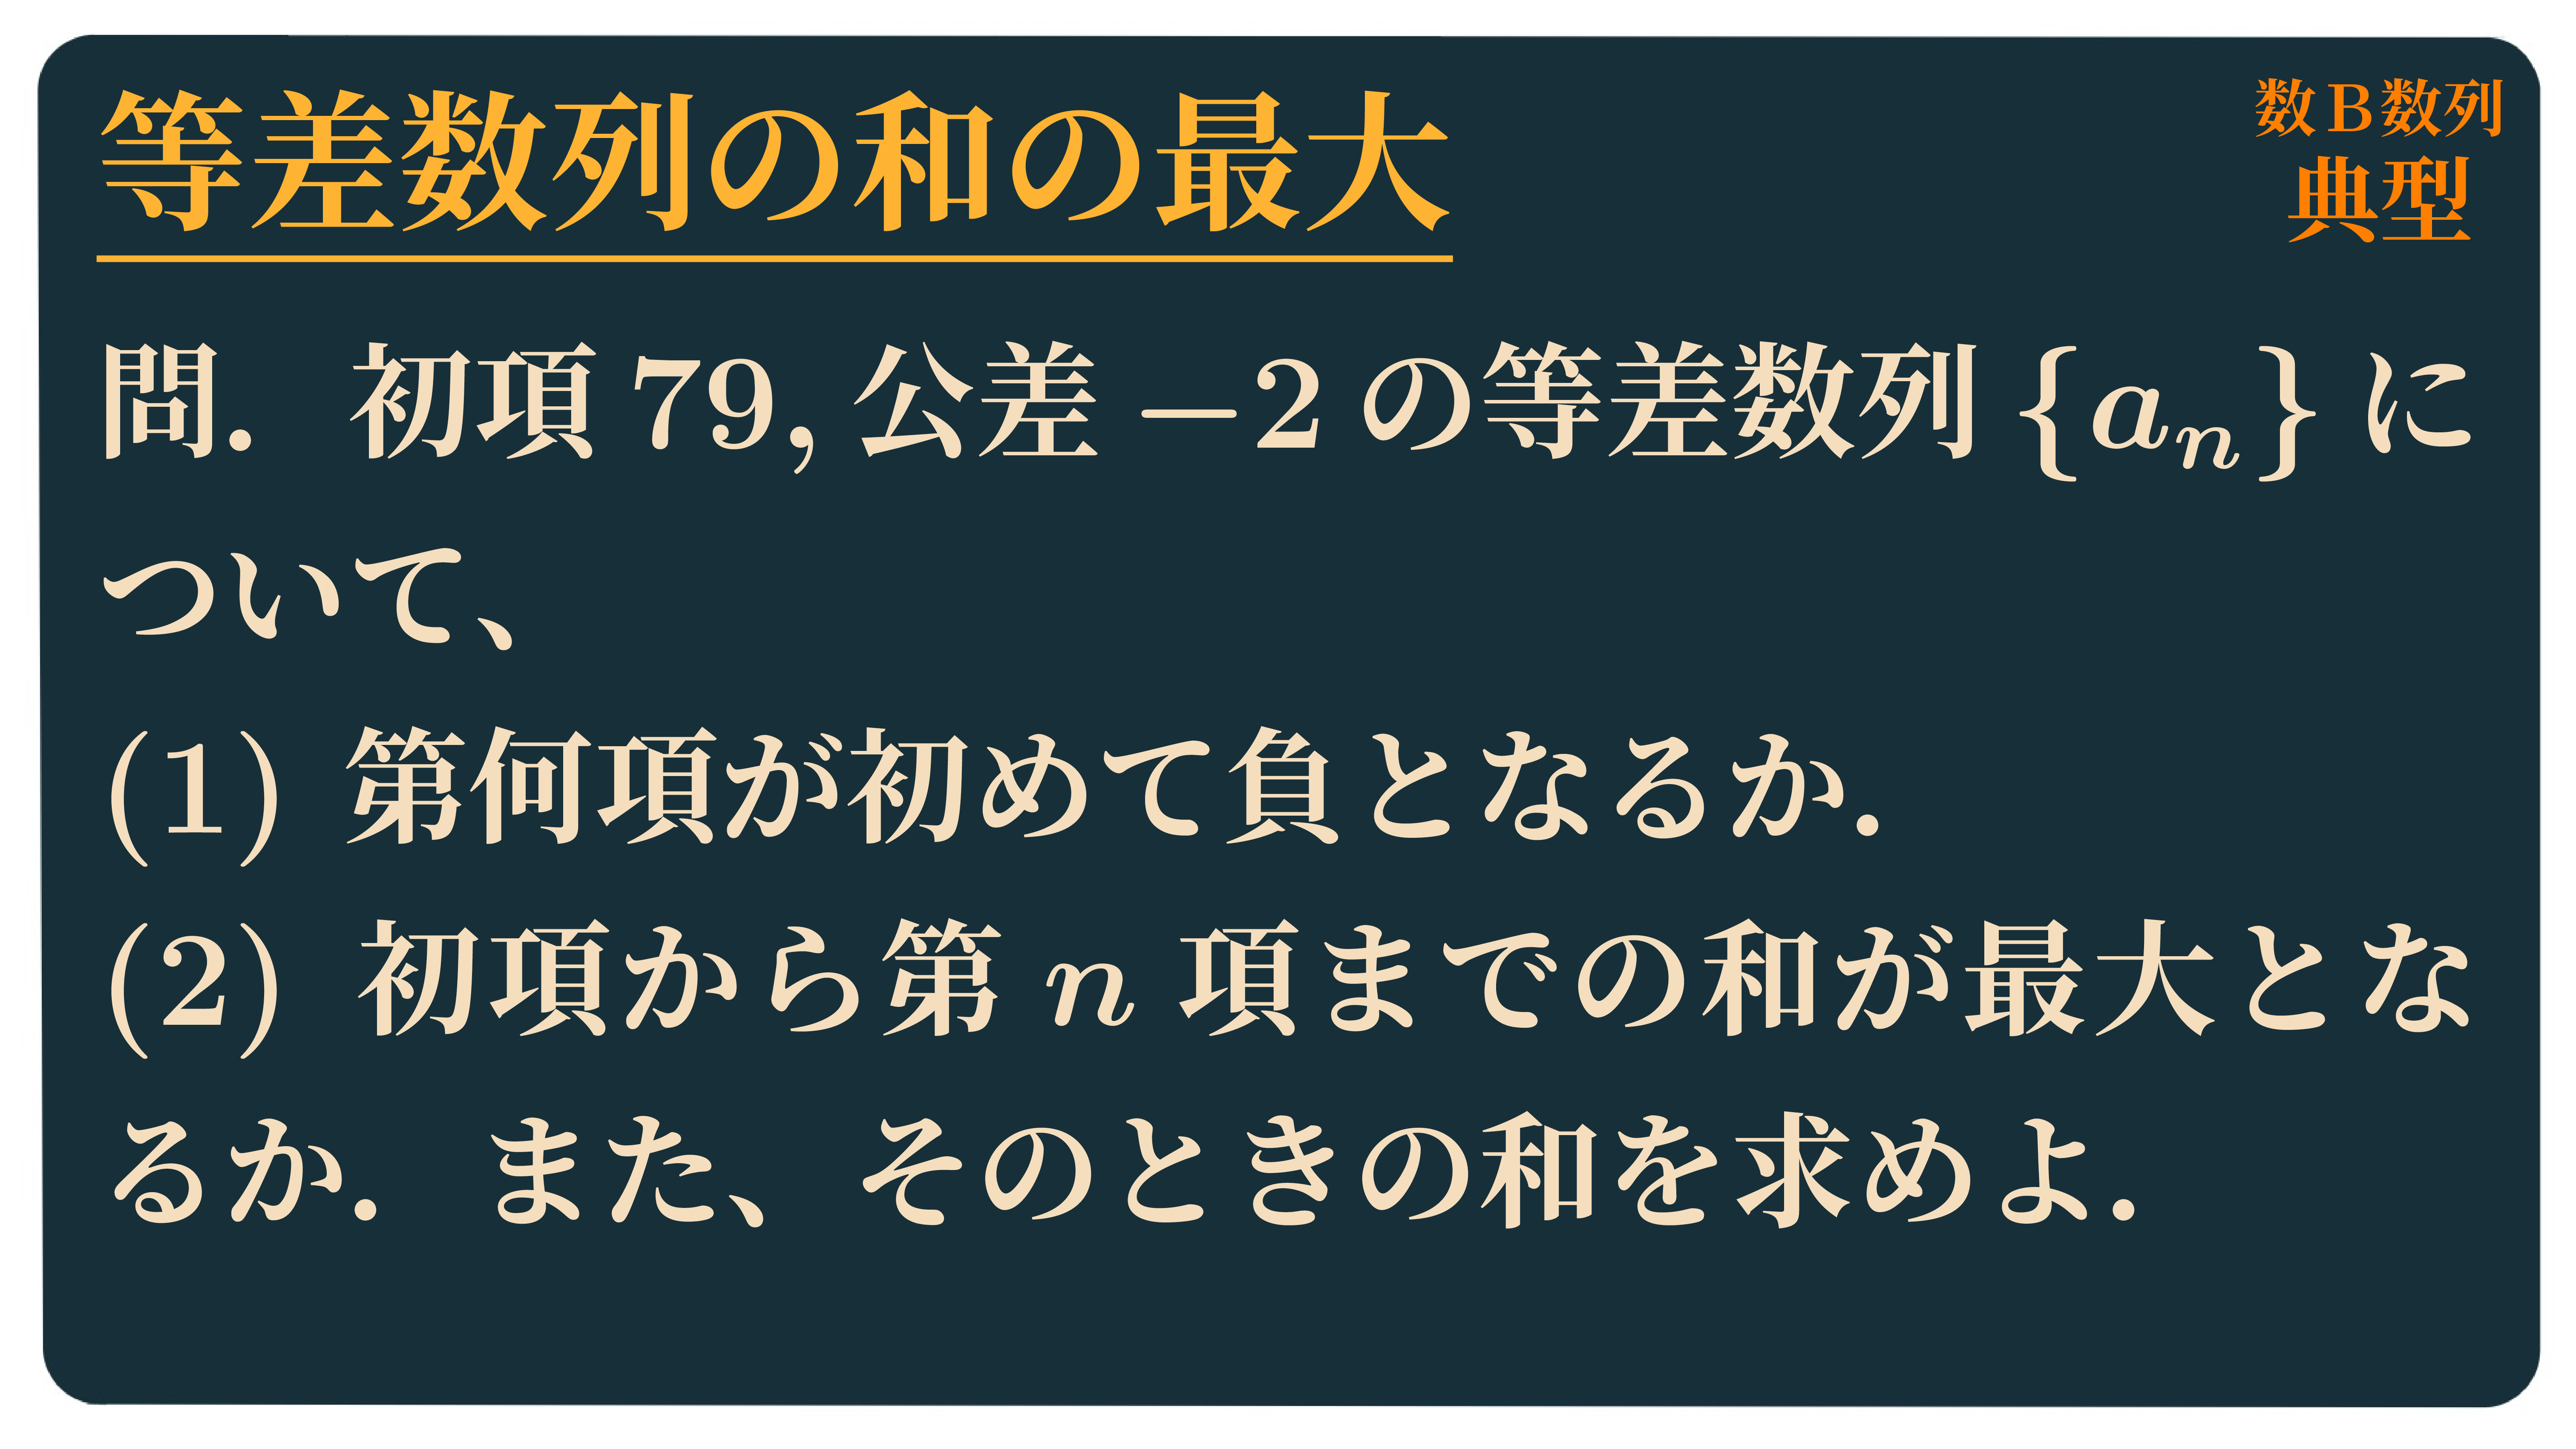 等差数列の和の最大
数B数列
典型
問. 初項 79, 公差 −2 の等差数列 {aₙ} に
ついて、
(1) 第何項が初めて負となるか.
(2) 初項から第 n 項までの和が最大とな
るか. また、そのときの和を求めよ.